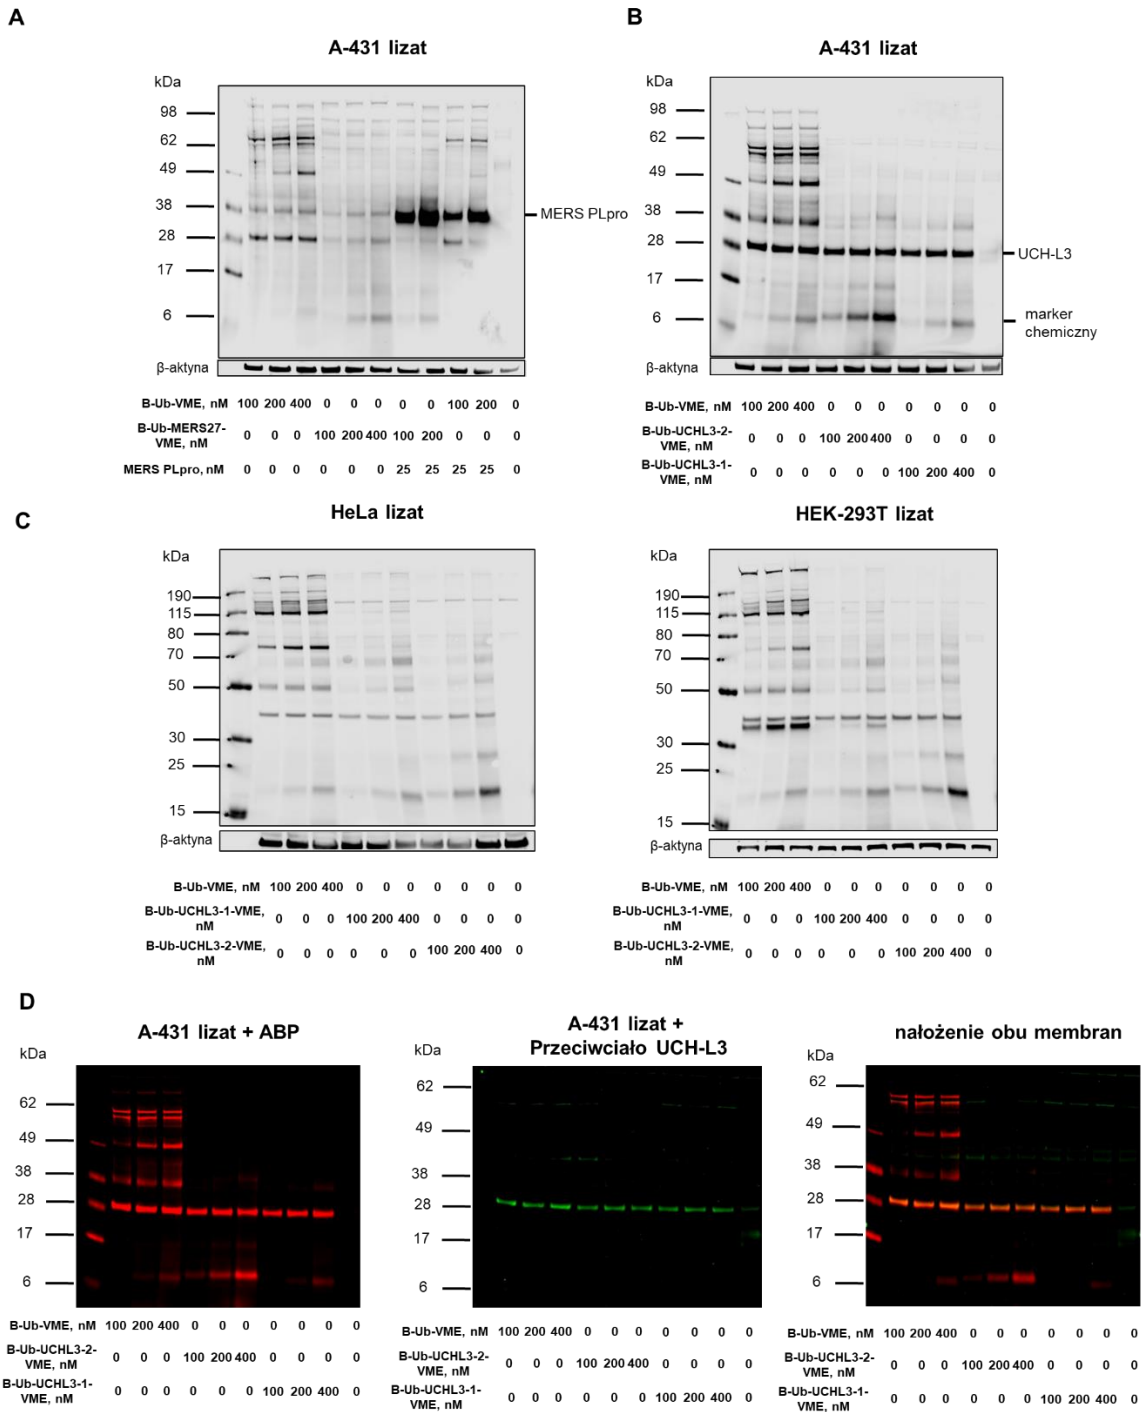 A
A-431 lizat
kDa
98
62
49
38
28
17
6
MERS PLpro
β-aktyna
B-Ub-VME, nM 100 200 400 0 0 0 0 0 100 200 0
B-Ub-MERS27-
VME, nM 0 0 0 100 200 400 100 200 0 0 0
MERS PLpro, nM 0 0 0 0 0 0 25 25 25 25 0
B
A-431 lizat
kDa
98
62
49
38
28
17
6
UCH-L3
marker
chemiczny
β-aktyna
B-Ub-VME, nM 100 200 400 0 0 0 0 0 0 0
B-Ub-UCHL3-2-
VME, nM 0 0 0 100 200 400 0 0 0 0
B-Ub-UCHL3-1-
VME, nM 0 0 0 0 0 0 100 200 400 0
C
HeLa lizat
kDa
190
115
80
70
50
30
25
15
β-aktyna
B-Ub-VME, nM 100 200 400 0 0 0 0 0 0 0
B-Ub-UCHL3-1-VME,
nM 0 0 0 100 200 400 0 0 0 0
B-Ub-UCHL3-2-VME,
nM 0 0 0 0 0 0 100 200 400 0
HEK-293T lizat
kDa
190
115
80
70
50
30
25
15
β-aktyna
B-Ub-VME, nM 100 200 400 0 0 0 0 0 0 0
B-Ub-UCHL3-1-VME,
nM 0 0 0 100 200 400 0 0 0 0
B-Ub-UCHL3-2-VME,
nM 0 0 0 0 0 0 100 200 400 0
D
A-431 lizat + ABP
kDa
62
49
38
28
17
6
B-Ub-VME, nM 100 200 400 0 0 0 0 0 0 0
B-Ub-UCHL3-2-
VME, nM 0 0 0 100 200 400 0 0 0 0
B-Ub-UCHL3-1-
VME, nM 0 0 0 0 0 0 100 200 400 0
A-431 lizat +
Przeciwciało UCH-L3
kDa
62
49
38
28
17
6
B-Ub-VME, nM 100 200 400 0 0 0 0 0 0 0
B-Ub-UCHL3-2-
VME, nM 0 0 0 100 200 400 0 0 0 0
B-Ub-UCHL3-1-
VME, nM 0 0 0 0 0 0 100 200 400 0
nałożenie obu membran
kDa
62
49
38
28
17
6
B-Ub-VME, nM 100 200 400 0 0 0 0 0 0 0
B-Ub-UCHL3-2-
VME, nM 0 0 0 100 200 400 0 0 0 0
B-Ub-UCHL3-1-
VME, nM 0 0 0 0 0 0 100 200 400 0